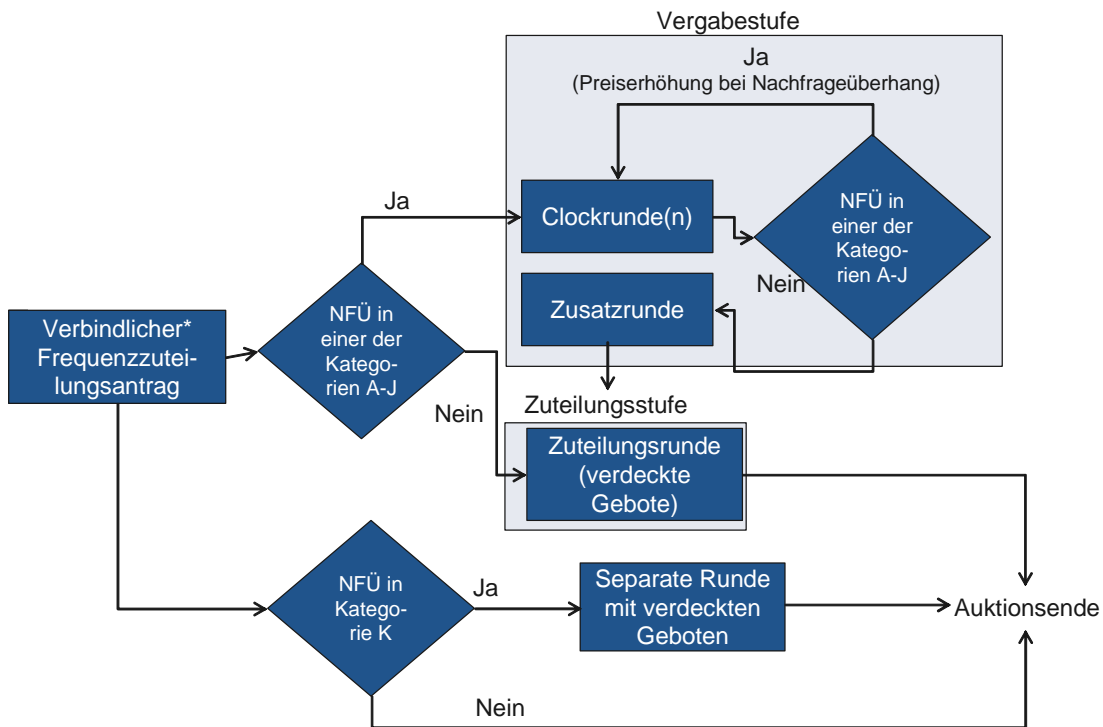 Vergabestufe
Ja
(Preiserhöhung bei Nachfrageüberhang)
Ja
Clockrunde(n)
NFÜ in
einer der
Katego-
rien A-J
Nein
Zusatzrunde
Verbindlicher*
Frequenzzutei-
lungsantrag
NFÜ in
einer der
Katego-
rien A-J
Nein
Zuteilungsstufe
Zuteilungsrunde
(verdeckte
Gebote)
NFÜ in
Katego-
rie K
Ja
Separate Runde
mit verdeckten
Geboten
Auktionsende
Nein